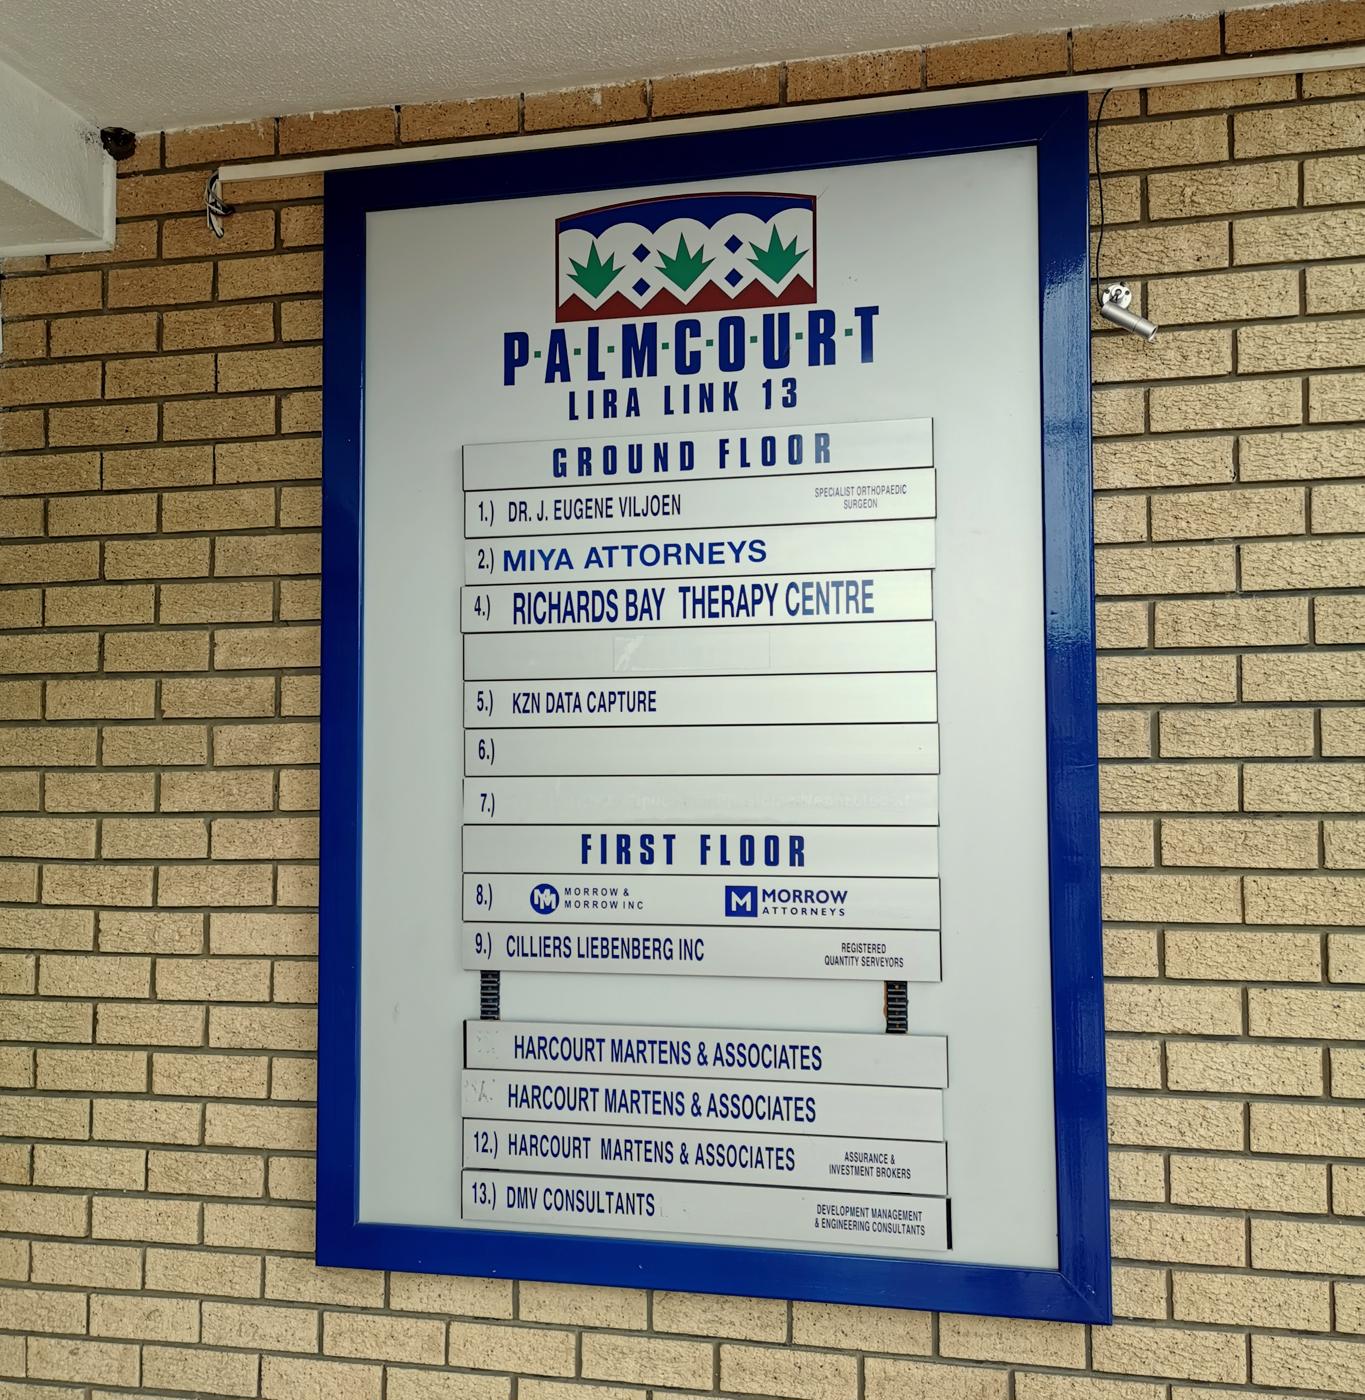 P·A·L·M·C·O·U·R·T
LIRA LINK 13
GROUND FLOOR
1.) DR. J. EUGENE VILJOEN SPECIALIST ORTHOPAEDIC
SURGEON
2.) MIYA ATTORNEYS
4.) RICHARDS BAY THERAPY CENTRE
5.) KZN DATA CAPTURE
6.)
7.)
FIRST FLOOR
8.) MM MORROW &
MORROW INC
M MORROW
ATTORNEYS
9.) CILLIERS LIEBENBERG INC REGISTERED
QUANTITY SERVEYORS
HARCOURT MARTENS & ASSOCIATES
HARCOURT MARTENS & ASSOCIATES
12.) HARCOURT MARTENS & ASSOCIATES ASSURANCE &
INVESTMENT BROKERS
13.) DMV CONSULTANTS DEVELOPMENT MANAGEMENT
& ENGINEERING CONSULTANTS